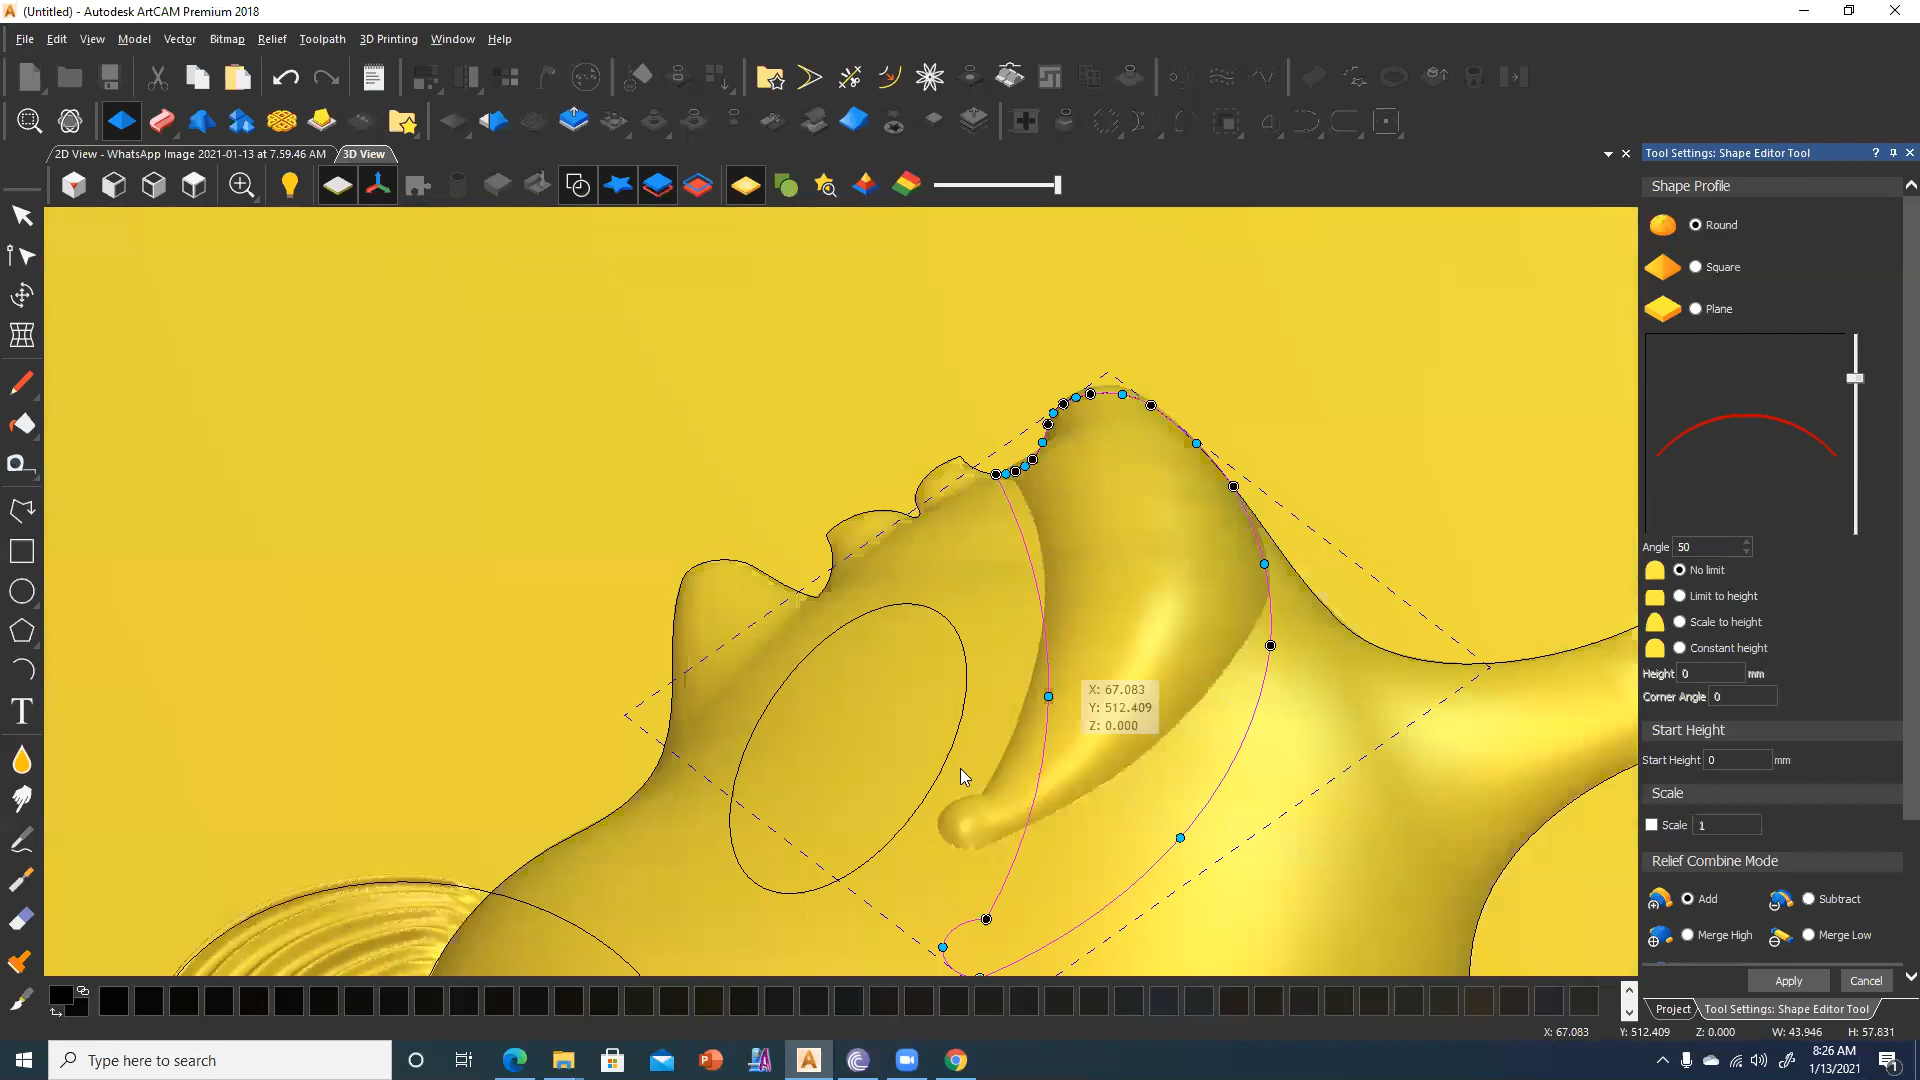 (Untitled) - Autodesk ArtCAM Premium 2018
File Edit View Model Vector Bitmap Relief Toolpath 3D Printing Window Help
2D View - WhatsApp Image 2021-01-13 at 7.59.46 AM 3D View
Tool Settings: Shape Editor Tool
Shape Profile
Round
Square
Plane
Angle 50
No limit
Limit to height
Scale to height
Constant height
Height 0 mm
Corner Angle 0
Start Height
Start Height 0 mm
Scale
Scale 1
Relief Combine Mode
Add Subtract
Merge High Merge Low
Apply Cancel
Project Tool Settings: Shape Editor Tool
X: 67.083
Y: 512.409
Z: 0.000
X: 67.083 Y: 512.409 Z: 0.000 W: 43.946 H: 57.831
Type here to search
8:26 AM
1/13/2021
1